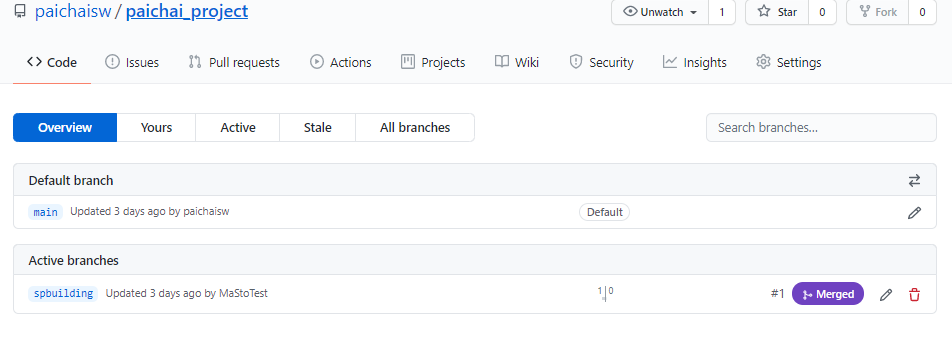 paichaisw / paichai_project Unwatch 1 Star 0 Fork 0
Code Issues Pull requests Actions Projects Wiki Security Insights Settings
Overview Yours Active Stale All branches Search branches...
Default branch
main Updated 3 days ago by paichaisw Default
Active branches
spbuilding Updated 3 days ago by MaStoTest 1 | 0 #1 Merged